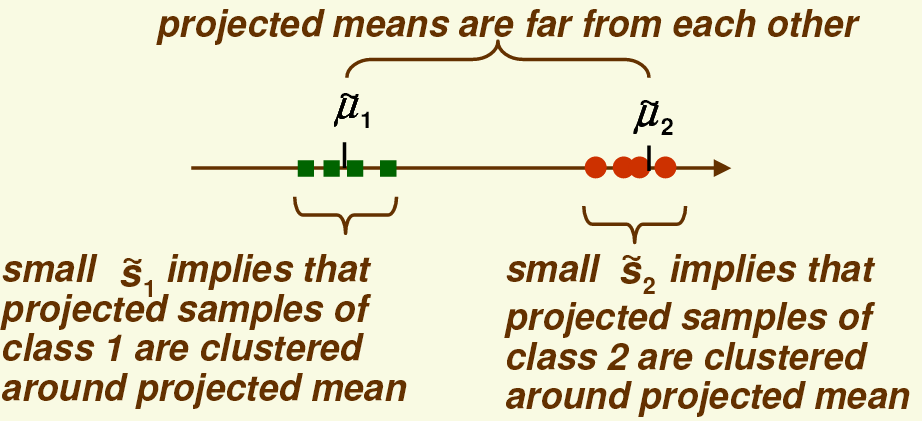 projected means are far from each other
μ̃₁
μ̃₂
small s̃₁ implies that
projected samples of
class 1 are clustered
around projected mean
small s̃₂ implies that
projected samples of
class 2 are clustered
around projected mean